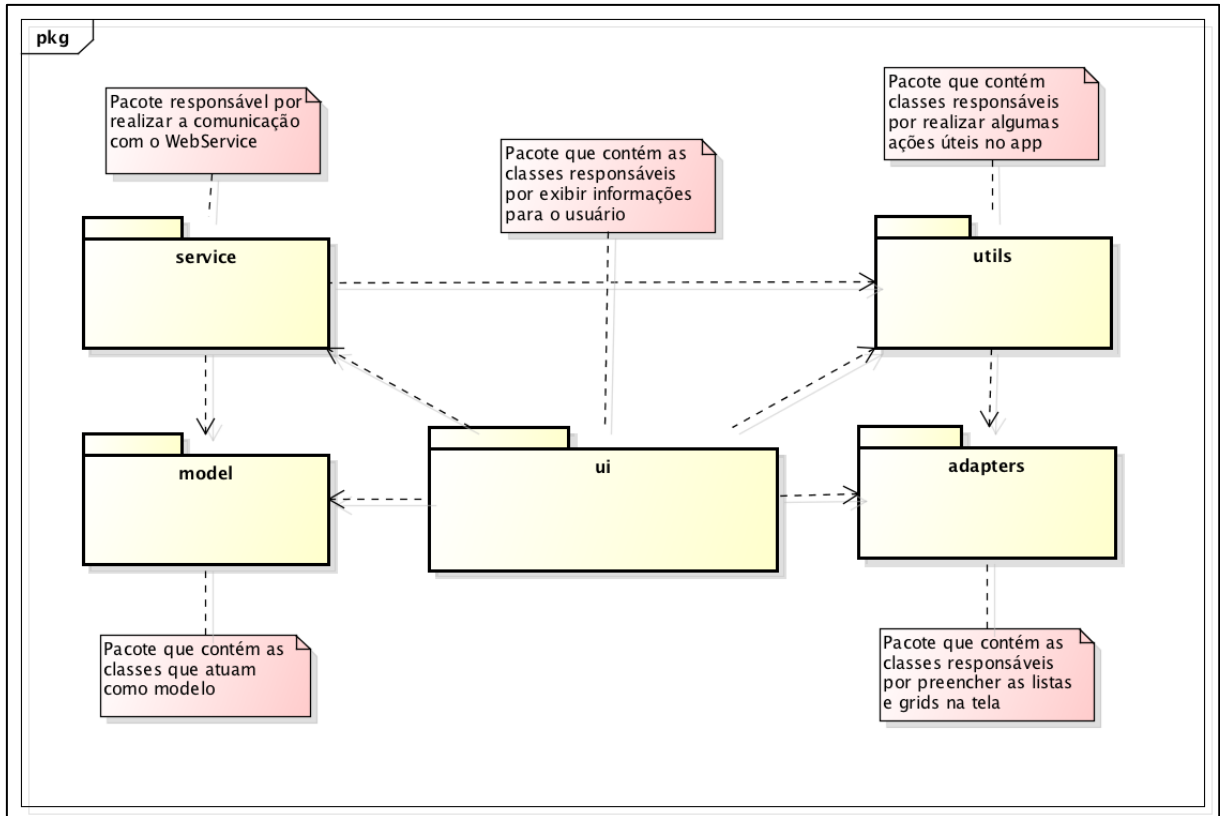 pkg
Pacote responsável por
realizar a comunicação
com o WebService
Pacote que contém
classes responsáveis
por realizar algumas
ações úteis no app
Pacote que contém as
classes responsáveis
por exibir informações
para o usuário
service
utils
model
ui
adapters
Pacote que contém as
classes que atuam
como modelo
Pacote que contém as
classes responsáveis
por preencher as listas
e grids na tela